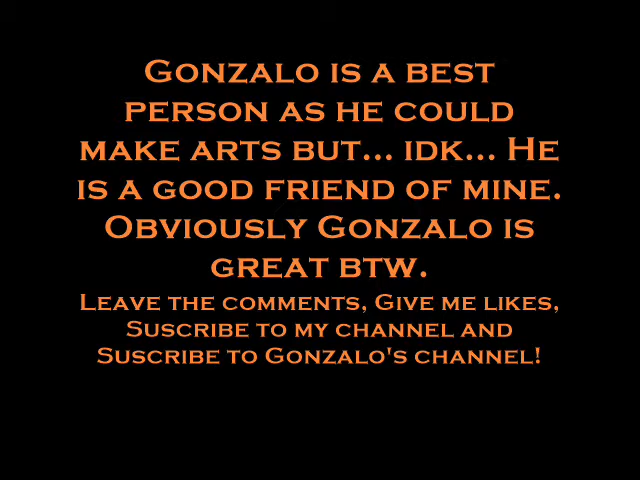 Gonzalo is a best
person as he could
make arts but... idk... He
is a good friend of mine.
Obviously Gonzalo is
great btw.
Leave the comments, Give me likes,
Suscribe to my channel and
Suscribe to Gonzalo's channel!